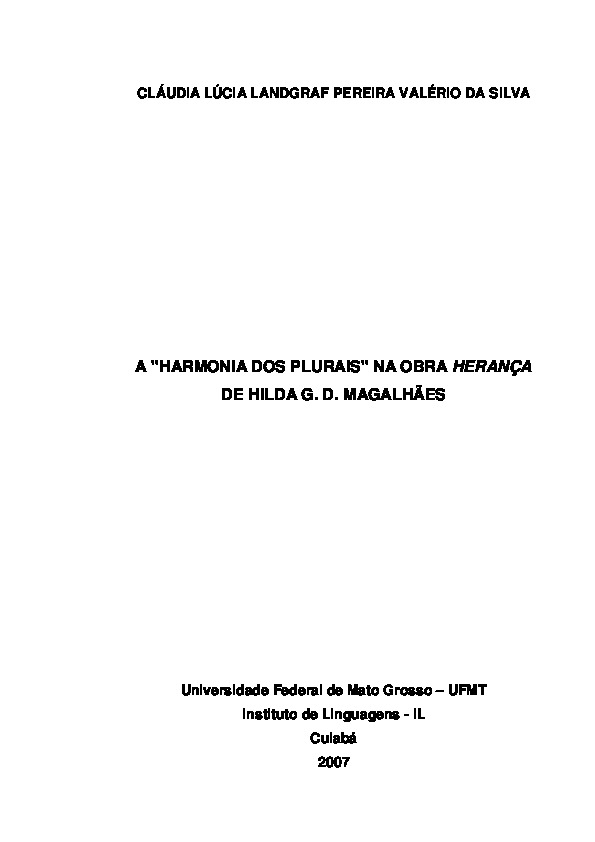 CLÁUDIA LÚCIA LANDGRAF PEREIRA VALÉRIO DA SILVA
A "HARMONIA DOS PLURAIS" NA OBRA HERANÇA
DE HILDA G. D. MAGALHÃES
Universidade Federal de Mato Grosso – UFMT
Instituto de Linguagens - IL
Cuiabá
2007